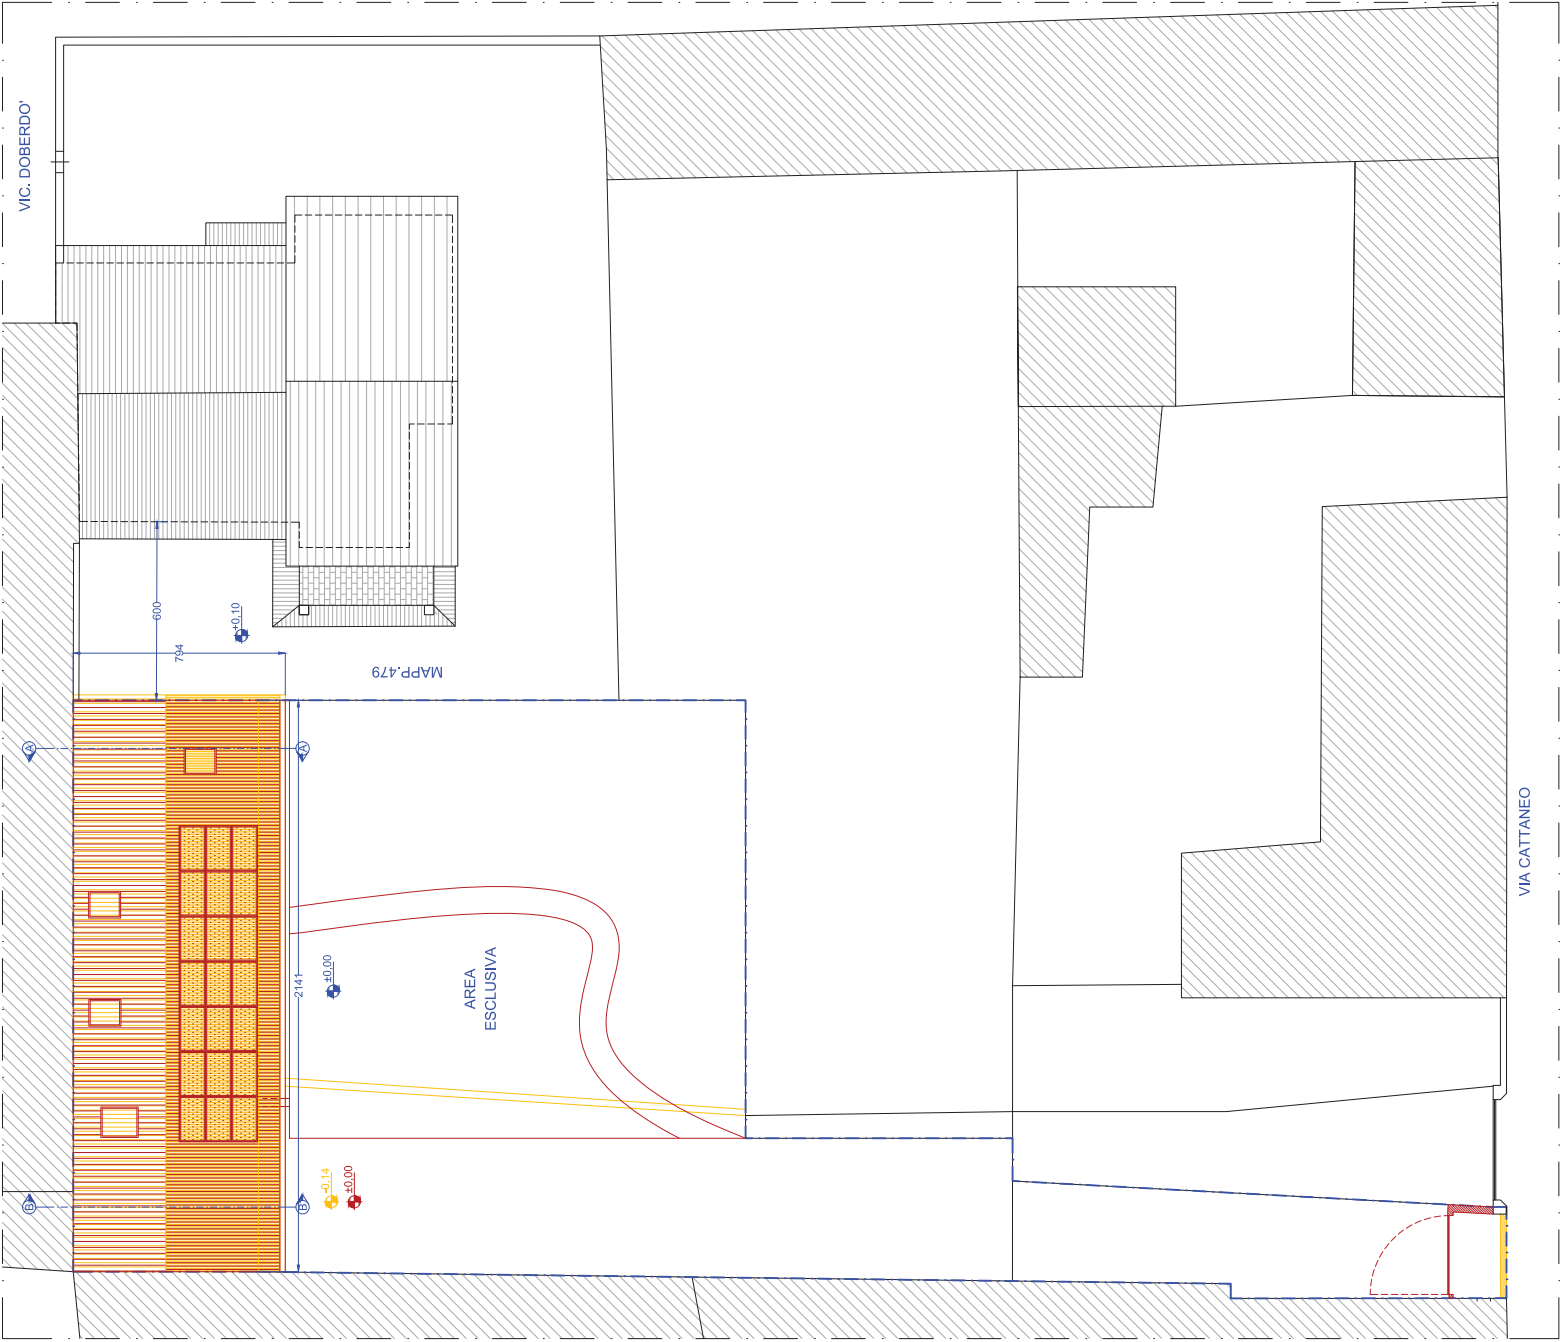 VIC. DOBERDO'
600
+0,10
794
MAPP.479
A
A
2141
±0,00
AREA
ESCLUSIVA
VIA CATTANEO
-0,14
±0,00
B
B